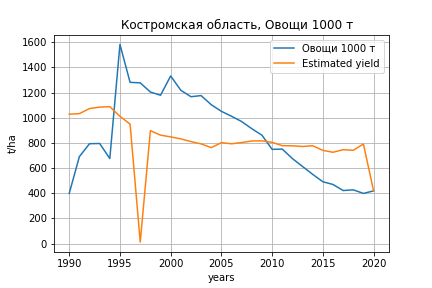 Костромская область, Овощи 1000 т
Овощи 1000 т
Estimated yield
1600
1400
1200
1000
800
600
400
200
0
t/ha
1990 1995 2000 2005 2010 2015 2020
years